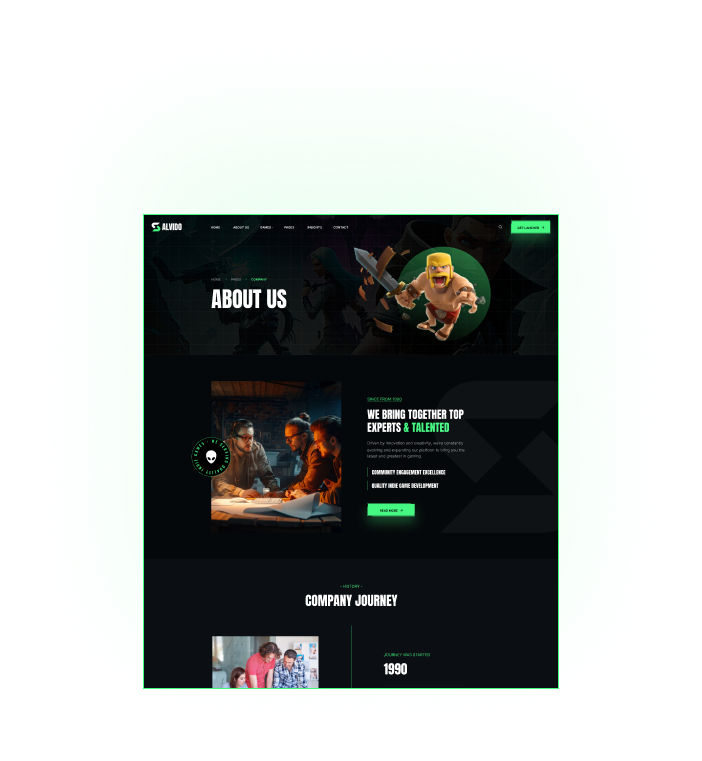 ALVIDO
HOME ABOUT US GAMES PAGES INSIGHTS CONTACT
HOME PAGES COMPANY
ABOUT US
SINCE FROM 1990
WE BRING TOGETHER TOP
EXPERTS & TALENTED
Driven by innovation and creativity, we're constantly
evolving and expanding our platform to bring you the
latest and greatest in gaming.
COMMUNITY ENGAGEMENT EXCELLENCE
QUALITY INDIE GAME DEVELOPMENT
READ MORE
- HISTORY -
COMPANY JOURNEY
JOURNEY WAS STARTED
1990